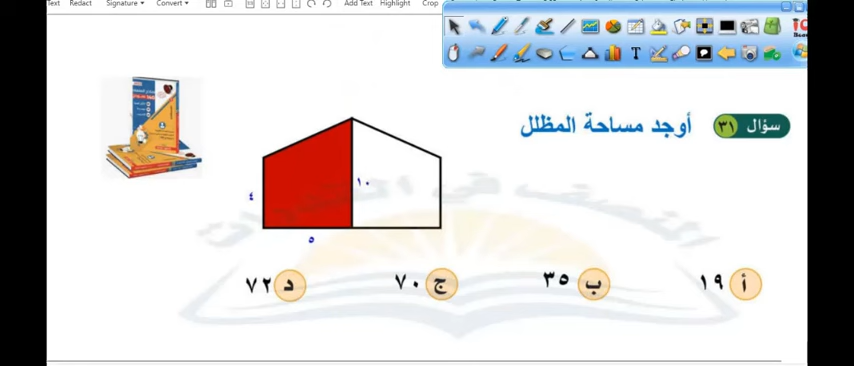 Text Redact Signature Convert Add Text Highlight Crop
سؤال ٣١
أوجد مساحة المظلل
١٠
٤
٥
أ ١٩
ب ٣٥
ج ٧٠
د ٧٢